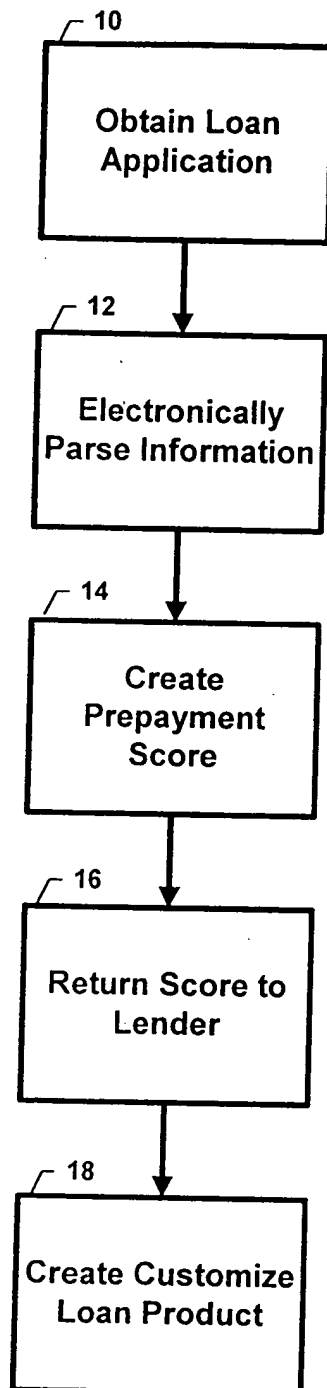 10
Obtain Loan
Application
12
Electronically
Parse Information
14
Create
Prepayment
Score
16
Return Score to
Lender
18
Create Customize
Loan Product